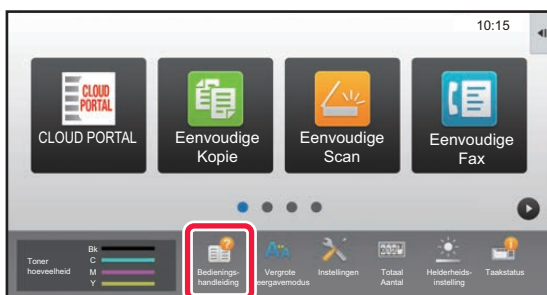 10:15
CLOUD
PORTAL
CLOUD PORTAL
Eenvoudige
Kopie
Eenvoudige
Scan
Eenvoudige
Fax
Toner
hoeveelheid
Bk
C
M
Y
Bedienings-
handleiding
Vergrote
eergavemodus
Instellingen
Totaal
Aantal
Helderheids-
instelling
Taakstatus